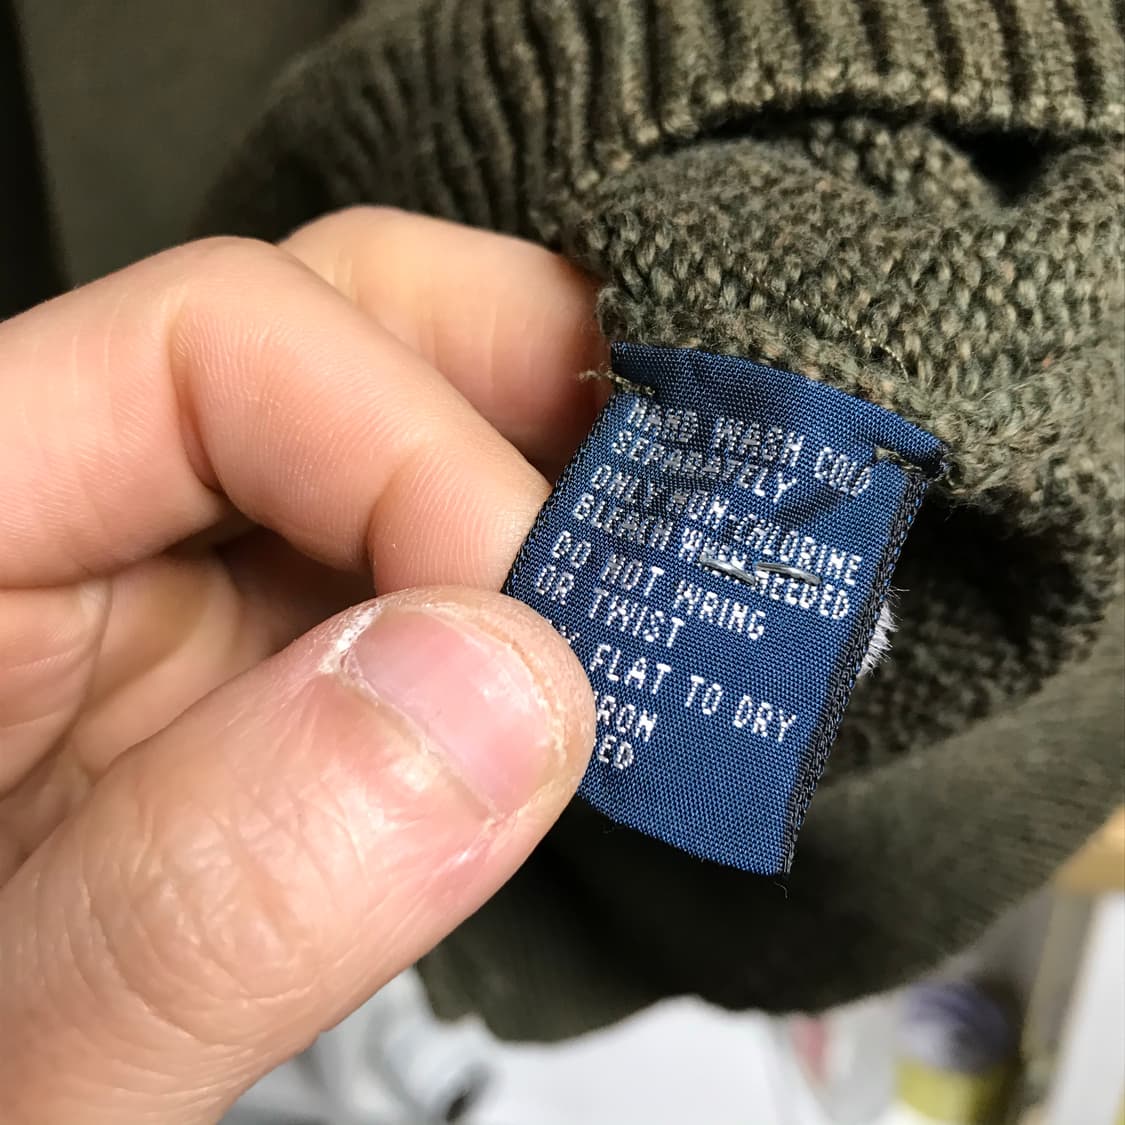 HAND WASH COLD
SEPARATELY
ONLY NON-CHLORINE
BLEACH WHEN NEEDED
DO NOT WRING
OR TWIST
FLAT TO DRY
IRON
ED